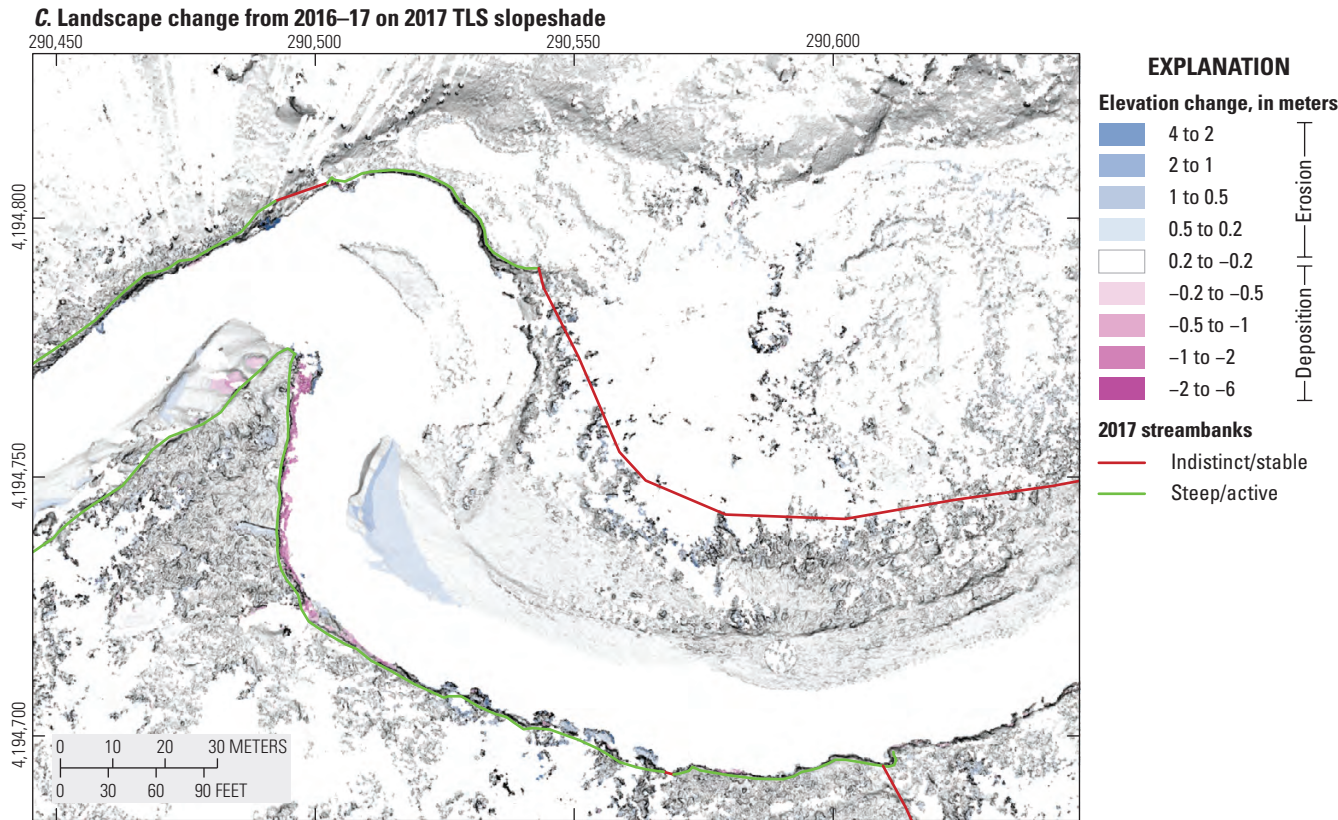 C. Landscape change from 2016–17 on 2017 TLS slopeshade
290,450 290,500 290,550 290,600
4,194,800
4,194,750
4,194,700
0 10 20 30 METERS
0 30 60 90 FEET
EXPLANATION
Elevation change, in meters
4 to 2
2 to 1
1 to 0.5
0.5 to 0.2
0.2 to −0.2
−0.2 to −0.5
−0.5 to −1
−1 to −2
−2 to −6
Erosion
Deposition
2017 streambanks
Indistinct/stable
Steep/active